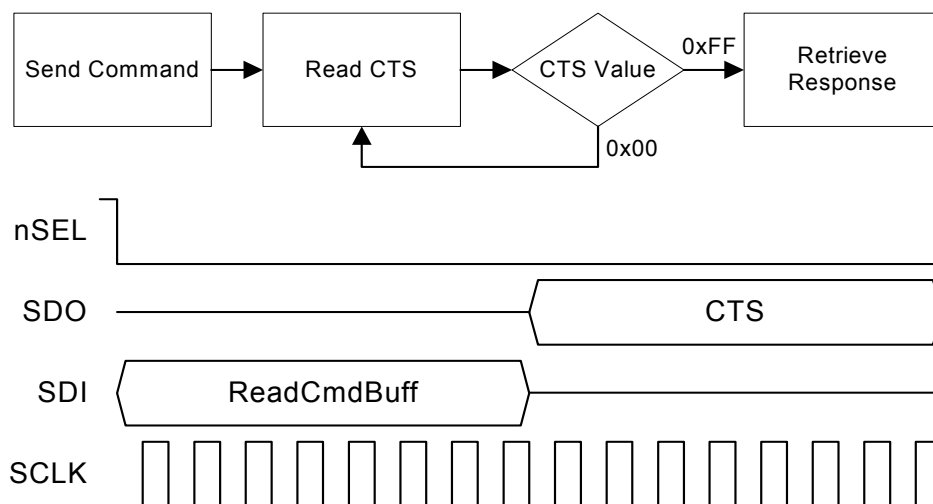 Send Command
Read CTS
CTS Value
0xFF
Retrieve
Response
0x00
nSEL
SDO
CTS
SDI
ReadCmdBuff
SCLK